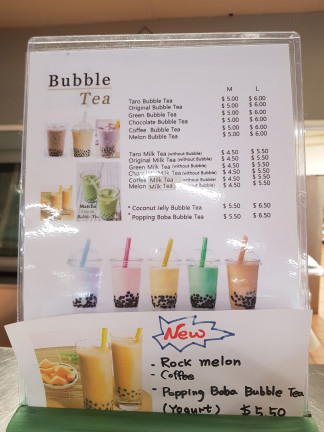 Bubble
Tea
M L
Taro Bubble Tea $ 5.00 $ 6.00
Original Bubble Tea $ 5.00 $ 6.00
Green Bubble Tea $ 5.00 $ 6.00
Chocolate Bubble Tea $ 5.00 $ 6.00
Coffee Bubble Tea $ 5.00 $ 6.00
Melon Bubble Tea
Taro Milk Tea (without Bubble) $ 4.50 $ 5.50
Original Milk Tea (without Bubble) $ 4.50 $ 5.50
Green Milk Tea (without Bubble) $ 4.50 $ 5.50
Milk Tea (without Bubble) $ 4.50 $ 5.50
Coffee Milk Tea (without Bubble) $ 4.50 $ 5.50
Melon Milk Tea (without Bubble) $ 4.50 $ 5.50
* Coconut Jelly Bubble Tea $ 5.50 $ 6.50
* Popping Boba Bubble Tea $ 5.50 $ 6.50
Matcha
New
- Rock melon
- Coffee
- Popping Boba Bubble Tea
(Yogurt) $5.50